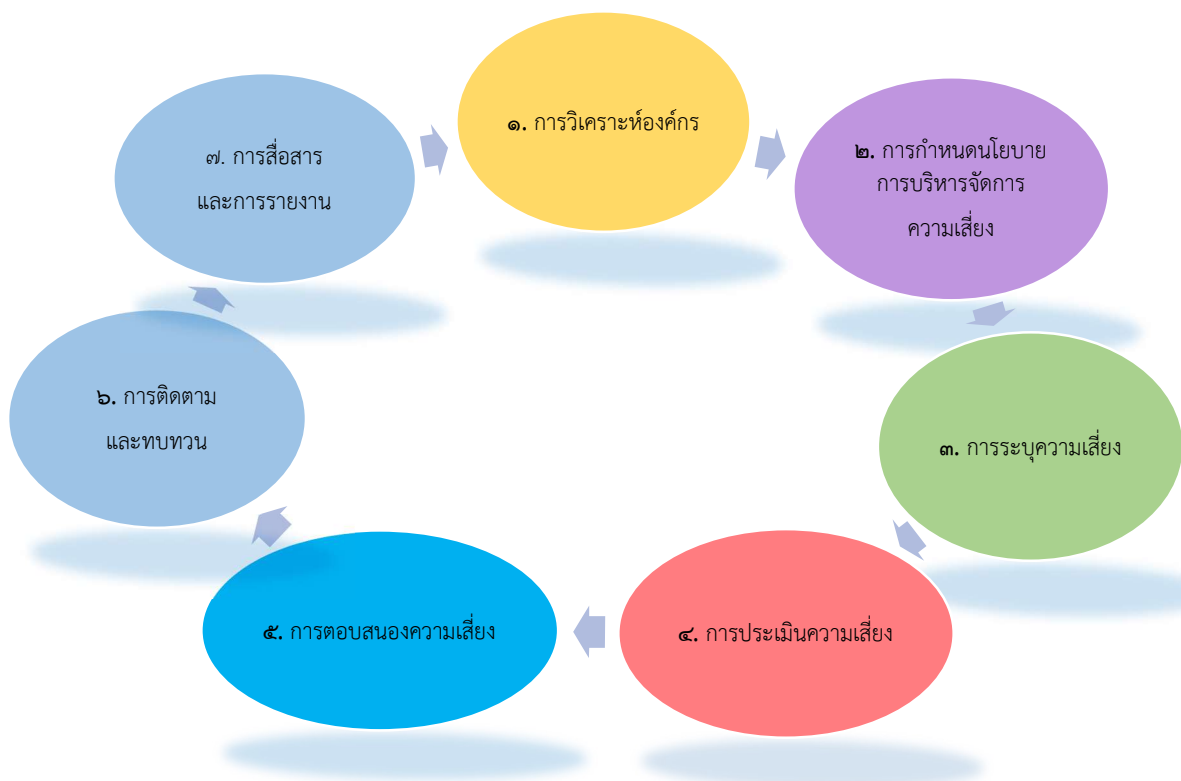 ๑. การวิเคราะห์องค์กร
๒. การกำหนดนโยบาย
การบริหารจัดการ
ความเสี่ยง
๓. การระบุความเสี่ยง
๔. การประเมินความเสี่ยง
๕. การตอบสนองความเสี่ยง
๖. การติดตาม
และทบทวน
๗. การสื่อสาร
และการรายงาน